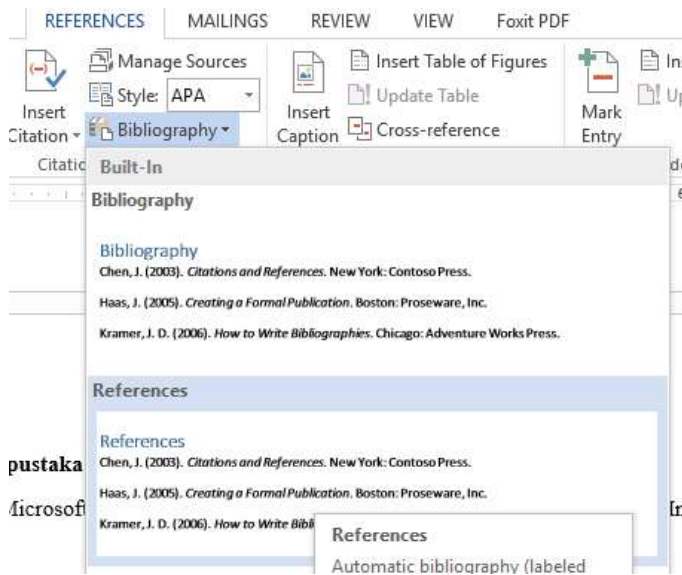 REFERENCES MAILINGS REVIEW VIEW Foxit PDF
Manage Sources
Style: APA
Bibliography
Insert
Citation
Insert
Caption
Insert Table of Figures
Update Table
Cross-reference
Mark
Entry
In
Up
Citatio
Built-In
Bibliography
Bibliography
Chen, J. (2003). Citations and References. New York: Contoso Press.
Haas, J. (2005). Creating a Formal Publication. Boston: Proseware, Inc.
Kramer, J. D. (2006). How to Write Bibliographies. Chicago: Adventure Works Press.
References
References
Chen, J. (2003). Citations and References. New York: Contoso Press.
Haas, J. (2005). Creating a Formal Publication. Boston: Proseware, Inc.
Kramer, J. D. (2006). How to Write Bibli
pustaka
Microsoft
References
Automatic bibliography (labeled